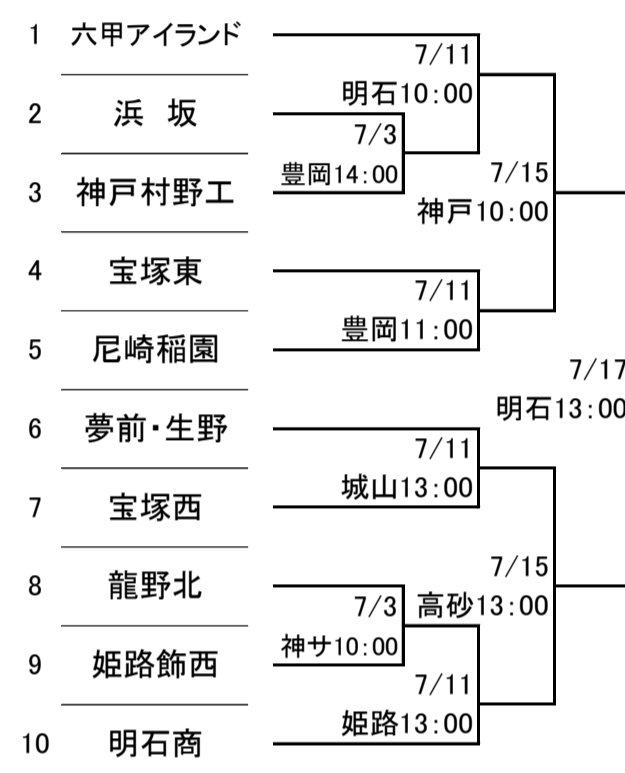 1 六甲アイランド
2 浜 坂
3 神戸村野工
4 宝塚東
5 尼崎稲園
6 夢前・生野
7 宝塚西
8 龍野北
9 姫路飾西
10 明石商
7/11
明石10:00
7/3
豊岡14:00
7/15
神戸10:00
7/11
豊岡11:00
7/17
明石13:00
7/11
城山13:00
7/15
高砂13:00
7/3
神サ10:00
7/11
姫路13:00